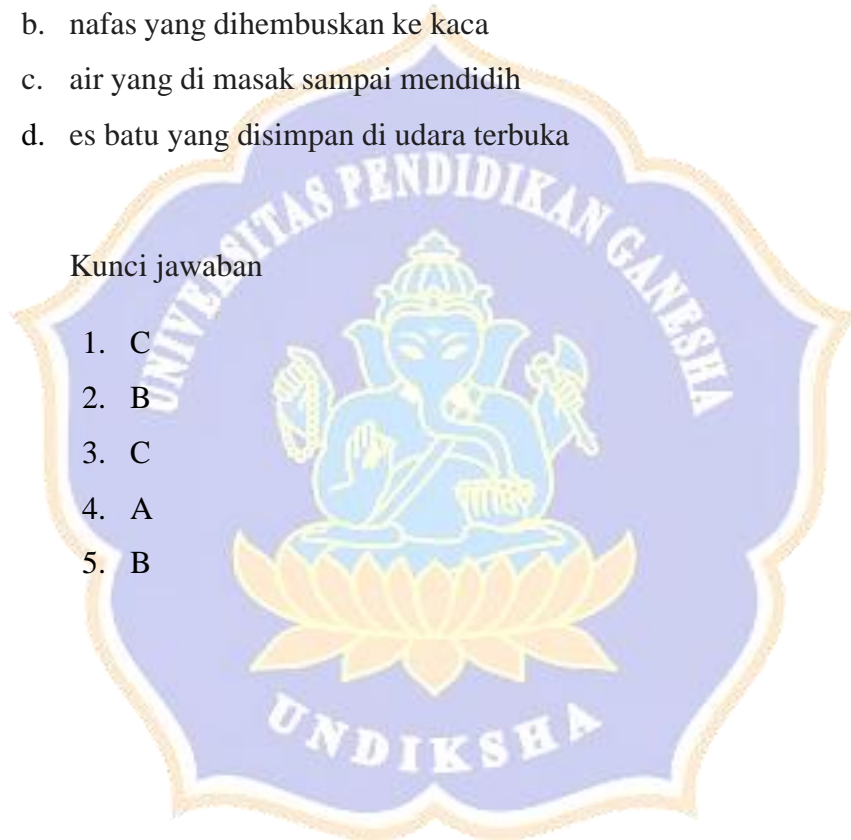 b. nafas yang dihembuskan ke kaca
c. air yang di masak sampai mendidih
d. es batu yang disimpan di udara terbuka
UNIVERSITAS PENDIDIKAN GANESHA
Kunci jawaban
1. C
2. B
3. C
4. A
5. B
UNDIKSHA